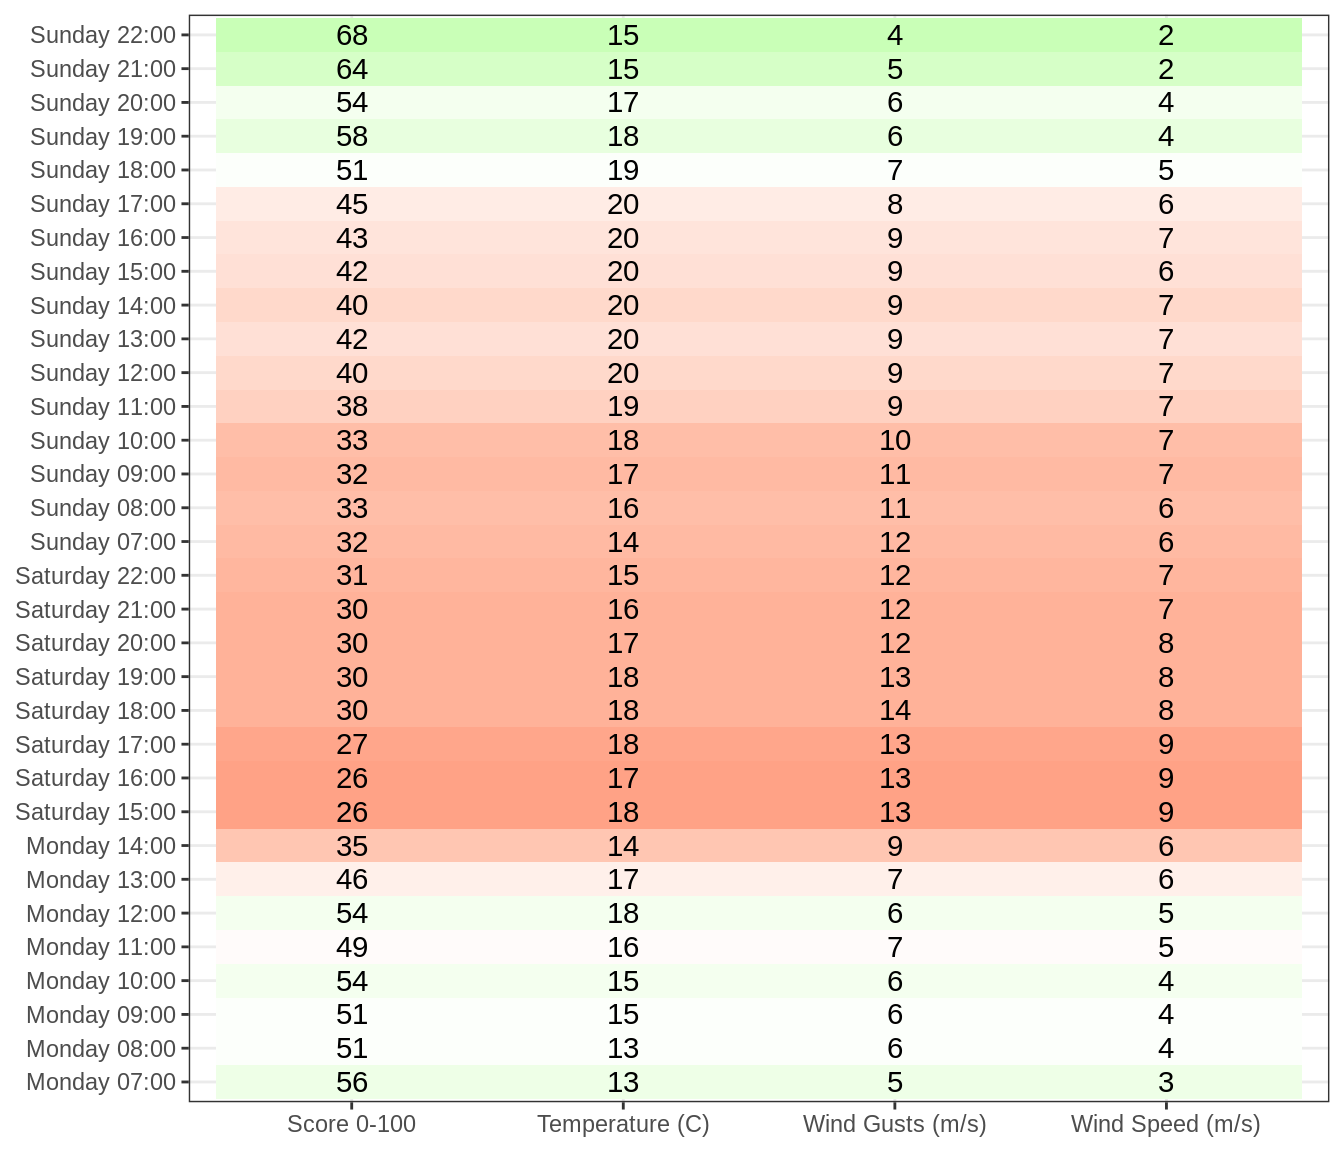 Sunday 22:00 68 15 4 2
Sunday 21:00 64 15 5 2
Sunday 20:00 54 17 6 4
Sunday 19:00 58 18 6 4
Sunday 18:00 51 19 7 5
Sunday 17:00 45 20 8 6
Sunday 16:00 43 20 9 7
Sunday 15:00 42 20 9 6
Sunday 14:00 40 20 9 7
Sunday 13:00 42 20 9 7
Sunday 12:00 40 20 9 7
Sunday 11:00 38 19 9 7
Sunday 10:00 33 18 10 7
Sunday 09:00 32 17 11 7
Sunday 08:00 33 16 11 6
Sunday 07:00 32 14 12 6
Saturday 22:00 31 15 12 7
Saturday 21:00 30 16 12 7
Saturday 20:00 30 17 12 8
Saturday 19:00 30 18 13 8
Saturday 18:00 30 18 14 8
Saturday 17:00 27 18 13 9
Saturday 16:00 26 17 13 9
Saturday 15:00 26 18 13 9
Monday 14:00 35 14 9 6
Monday 13:00 46 17 7 6
Monday 12:00 54 18 6 5
Monday 11:00 49 16 7 5
Monday 10:00 54 15 6 4
Monday 09:00 51 15 6 4
Monday 08:00 51 13 6 4
Monday 07:00 56 13 5 3
Score 0-100 Temperature (C) Wind Gusts (m/s) Wind Speed (m/s)